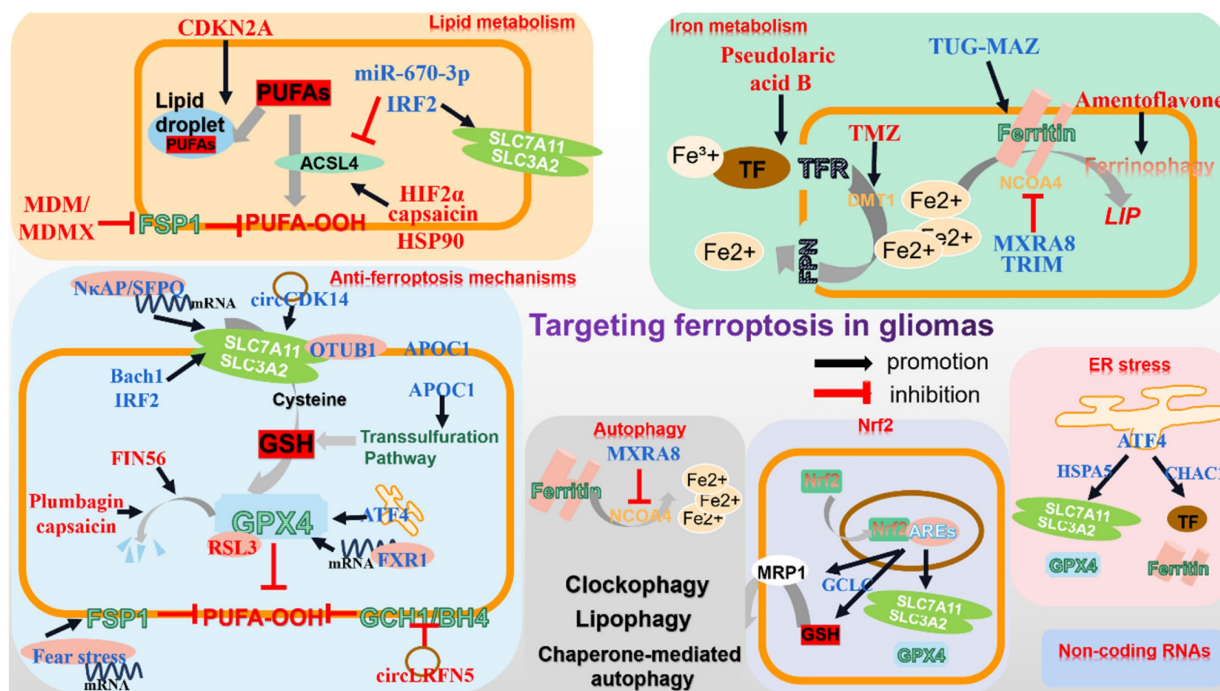 Lipid metabolism
CDKN2A
miR-670-3p
IRF2
PUFAs
Lipid
droplet
PUFAs
SLC7A11
SLC3A2
ACSL4
HIF2α
capsaicin
HSP90
MDM/
MDMX
FSP1
PUFA-OOH
Iron metabolism
Pseudolaric
acid B
TUG-MAZ
Amentoflavone
TMZ
Ferritin
Fe³⁺
TF
TFR
Ferrinophagy
DMT1
NCOA4
Fe2+
Fe2+
Fe2+
LIP
Fe2+
FPN
MXRA8
TRIM
Anti-ferroptosis mechanisms
NκAP/SFPQ
mRNA
circCDK14
SLC7A11
SLC3A2
OTUB1
APOC1
Bach1
IRF2
Cysteine
APOC1
GSH
Transsulfuration
Pathway
FIN56
Plumbagin
capsaicin
GPX4
ATF4
RSL3
mRNA
FXR1
FSP1
PUFA-OOH
GCH1/BH4
Fear stress
mRNA
circLRFN5
Targeting ferroptosis in gliomas
promotion
inhibition
Autophagy
MXRA8
Ferritin
NCOA4
Fe2+
Fe2+
Fe2+
Clockophagy
Lipophagy
Chaperone-mediated
autophagy
Nrf2
Nrf2
Nrf2
AREs
MRP1
GCLC
SLC7A11
SLC3A2
GSH
GPX4
ER stress
ATF4
HSPA5
CHAC1
SLC7A11
SLC3A2
TF
GPX4
Ferritin
Non-coding RNAs